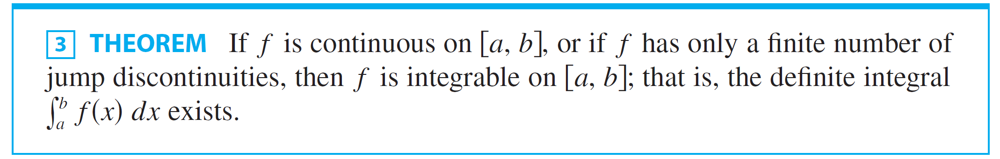 3 THEOREM If f is continuous on [a, b], or if f has only a finite number of
jump discontinuities, then f is integrable on [a, b]; that is, the definite integral
∫ₐᵇ f(x) dx exists.